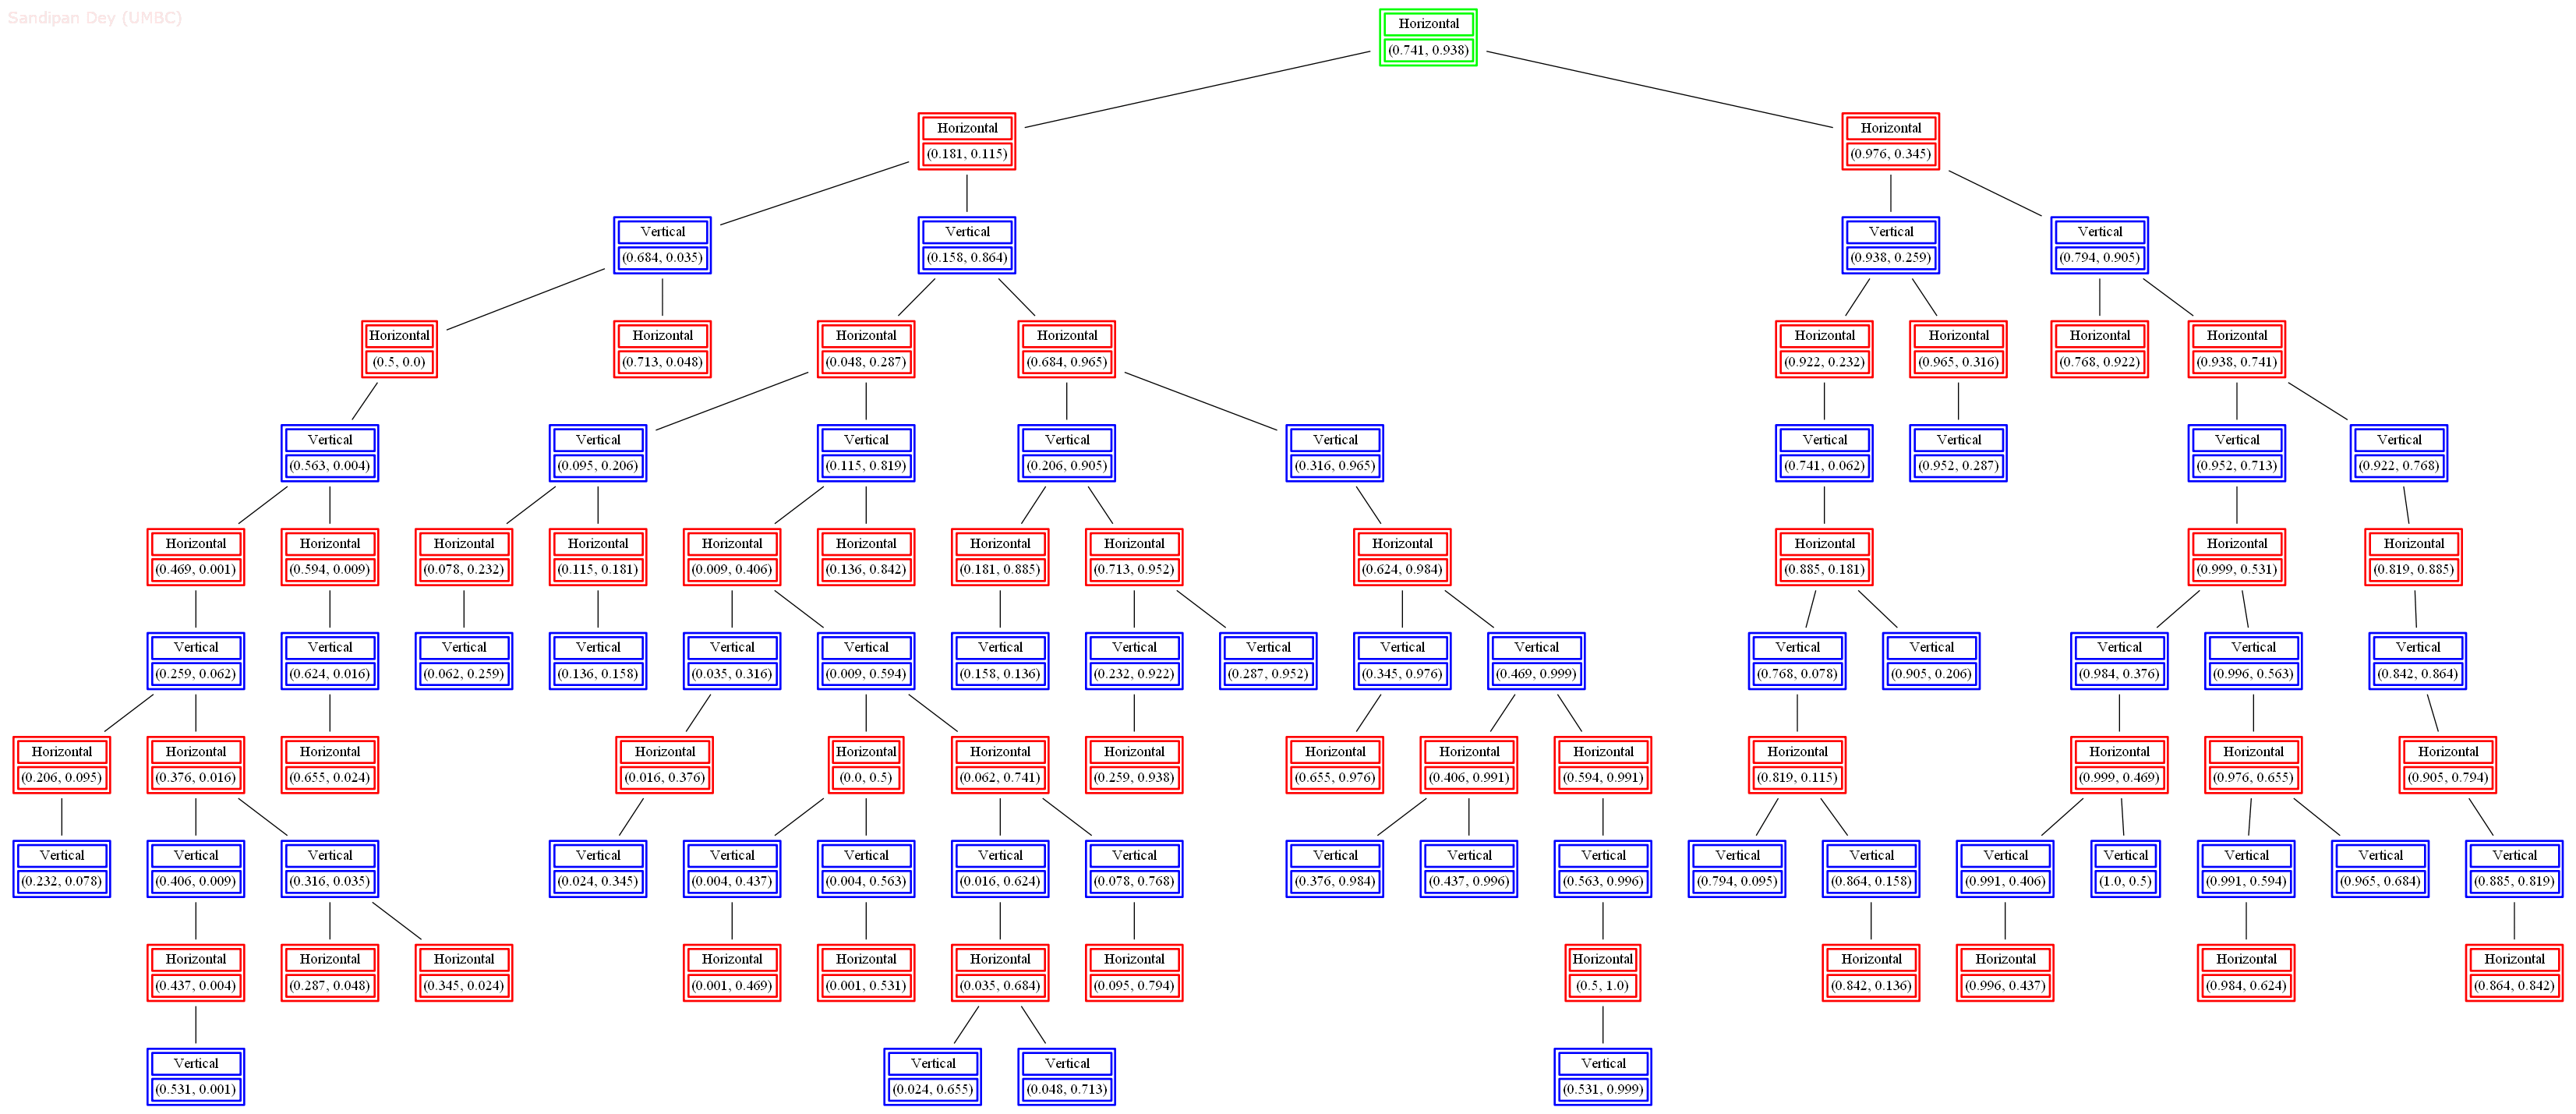 Sandipan Dey (UMBC)
Horizontal
(0.741, 0.938)
Horizontal
(0.181, 0.115)
Horizontal
(0.976, 0.345)
Vertical
(0.684, 0.035)
Vertical
(0.158, 0.864)
Vertical
(0.938, 0.259)
Vertical
(0.794, 0.905)
Horizontal
(0.5, 0.0)
Horizontal
(0.713, 0.048)
Horizontal
(0.048, 0.287)
Horizontal
(0.684, 0.965)
Horizontal
(0.922, 0.232)
Horizontal
(0.965, 0.316)
Horizontal
(0.768, 0.922)
Horizontal
(0.938, 0.741)
Vertical
(0.563, 0.004)
Vertical
(0.095, 0.206)
Vertical
(0.115, 0.819)
Vertical
(0.206, 0.905)
Vertical
(0.316, 0.965)
Vertical
(0.741, 0.062)
Vertical
(0.952, 0.287)
Vertical
(0.952, 0.713)
Vertical
(0.922, 0.768)
Horizontal
(0.469, 0.001)
Horizontal
(0.594, 0.009)
Horizontal
(0.078, 0.232)
Horizontal
(0.115, 0.181)
Horizontal
(0.009, 0.406)
Horizontal
(0.136, 0.842)
Horizontal
(0.181, 0.885)
Horizontal
(0.713, 0.952)
Horizontal
(0.624, 0.984)
Horizontal
(0.885, 0.181)
Horizontal
(0.999, 0.531)
Horizontal
(0.819, 0.885)
Vertical
(0.259, 0.062)
Vertical
(0.624, 0.016)
Vertical
(0.062, 0.259)
Vertical
(0.136, 0.158)
Vertical
(0.035, 0.316)
Vertical
(0.009, 0.594)
Vertical
(0.158, 0.136)
Vertical
(0.232, 0.922)
Vertical
(0.287, 0.952)
Vertical
(0.345, 0.976)
Vertical
(0.469, 0.999)
Vertical
(0.768, 0.078)
Vertical
(0.905, 0.206)
Vertical
(0.984, 0.376)
Vertical
(0.996, 0.563)
Vertical
(0.842, 0.864)
Horizontal
(0.206, 0.095)
Horizontal
(0.376, 0.016)
Horizontal
(0.655, 0.024)
Horizontal
(0.016, 0.376)
Horizontal
(0.0, 0.5)
Horizontal
(0.062, 0.741)
Horizontal
(0.259, 0.938)
Horizontal
(0.655, 0.976)
Horizontal
(0.406, 0.991)
Horizontal
(0.594, 0.991)
Horizontal
(0.819, 0.115)
Horizontal
(0.999, 0.469)
Horizontal
(0.976, 0.655)
Horizontal
(0.905, 0.794)
Vertical
(0.232, 0.078)
Vertical
(0.406, 0.009)
Vertical
(0.316, 0.035)
Vertical
(0.024, 0.345)
Vertical
(0.004, 0.437)
Vertical
(0.004, 0.563)
Vertical
(0.016, 0.624)
Vertical
(0.078, 0.768)
Vertical
(0.376, 0.984)
Vertical
(0.437, 0.996)
Vertical
(0.563, 0.996)
Vertical
(0.794, 0.095)
Vertical
(0.864, 0.158)
Vertical
(0.991, 0.406)
Vertical
(1.0, 0.5)
Vertical
(0.991, 0.594)
Vertical
(0.965, 0.684)
Vertical
(0.885, 0.819)
Horizontal
(0.437, 0.004)
Horizontal
(0.287, 0.048)
Horizontal
(0.345, 0.024)
Horizontal
(0.001, 0.469)
Horizontal
(0.001, 0.531)
Horizontal
(0.035, 0.684)
Horizontal
(0.095, 0.794)
Horizontal
(0.5, 1.0)
Horizontal
(0.842, 0.136)
Horizontal
(0.996, 0.437)
Horizontal
(0.984, 0.624)
Horizontal
(0.864, 0.842)
Vertical
(0.531, 0.001)
Vertical
(0.024, 0.655)
Vertical
(0.048, 0.713)
Vertical
(0.531, 0.999)